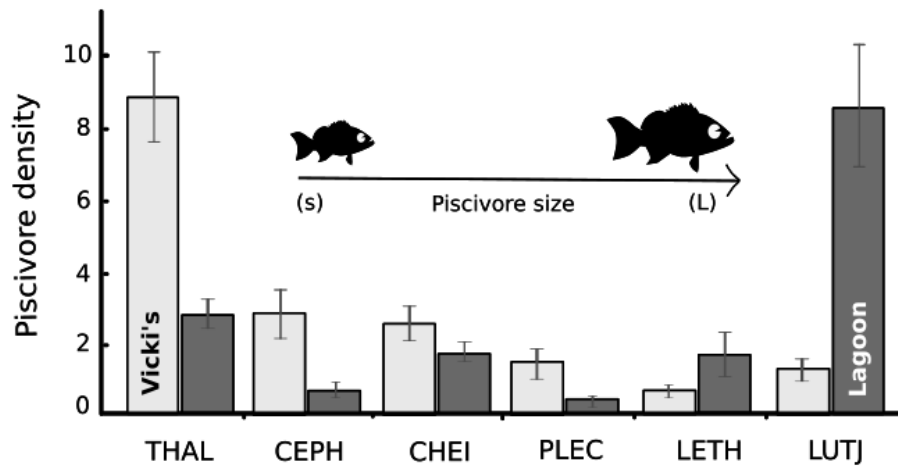 Piscivore density
10
8
6
4
2
0
Vicki's
(s)
Piscivore size
(L)
Lagoon
THAL CEPH CHEI PLEC LETH LUTJ